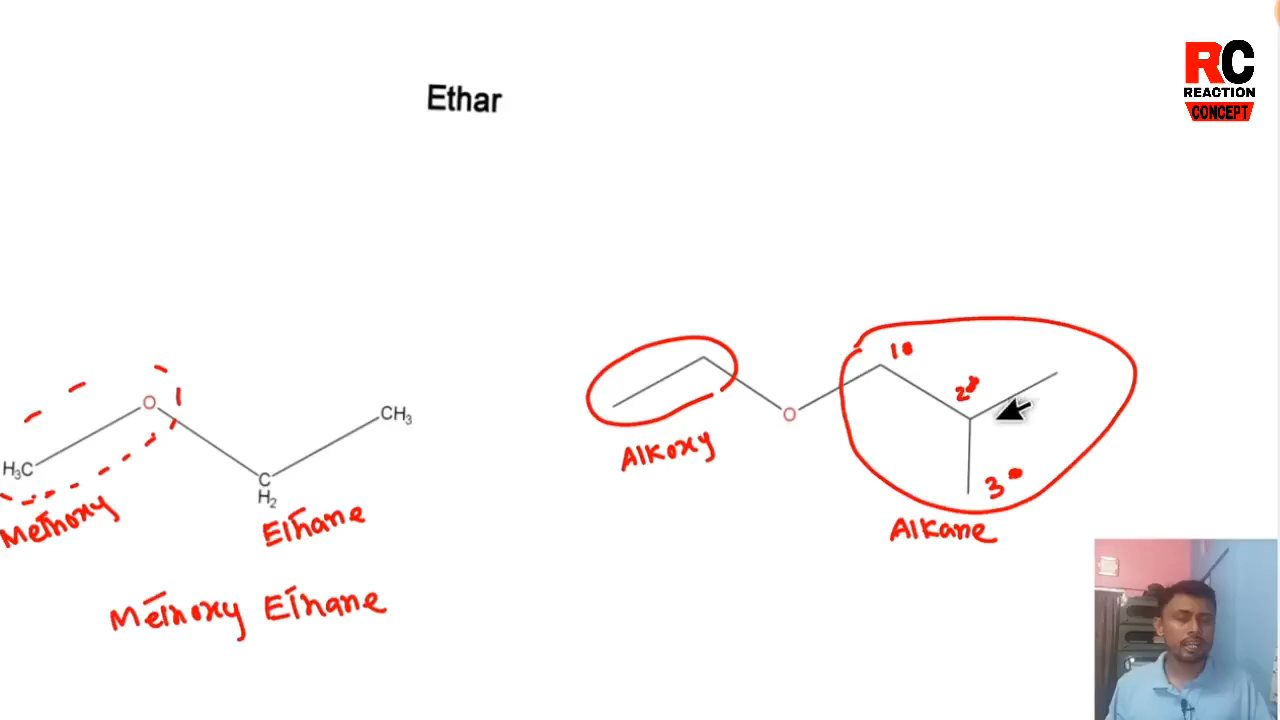 RC
REACTION
CONCEPT
Ethar
H3C
O
C
H2
CH3
Methoxy
Ethane
Methoxy Ethane
O
1
2
3
Alkoxy
Alkane